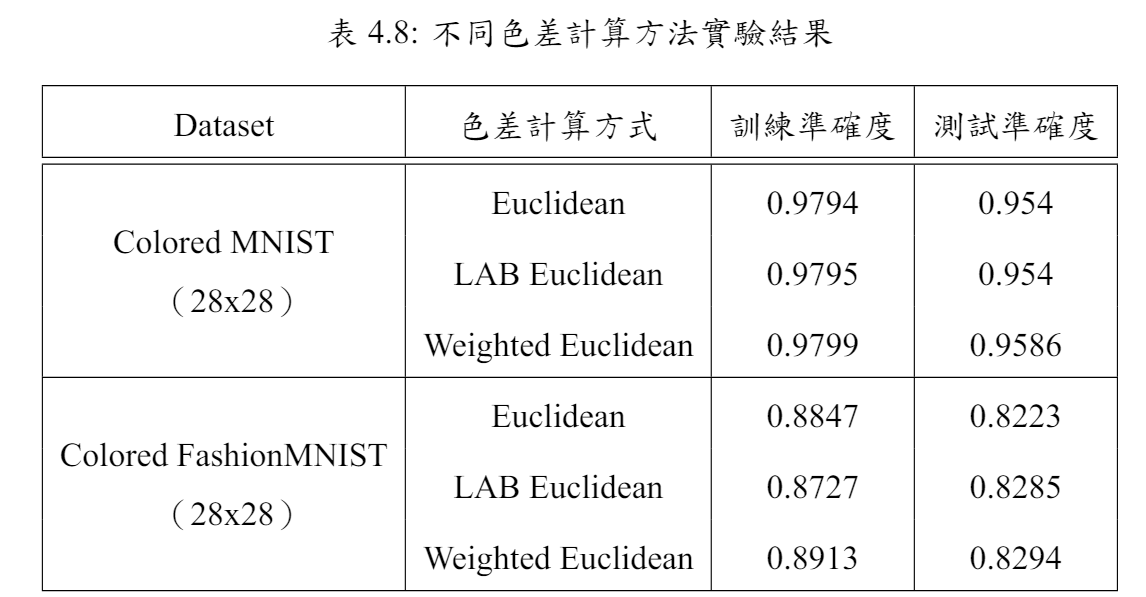 表 4.8: 不同色差計算方法實驗結果
Dataset 色差計算方式 訓練準確度 測試準確度
Colored MNIST
（28x28）
Euclidean 0.9794 0.954
LAB Euclidean 0.9795 0.954
Weighted Euclidean 0.9799 0.9586
Colored FashionMNIST
（28x28）
Euclidean 0.8847 0.8223
LAB Euclidean 0.8727 0.8285
Weighted Euclidean 0.8913 0.8294